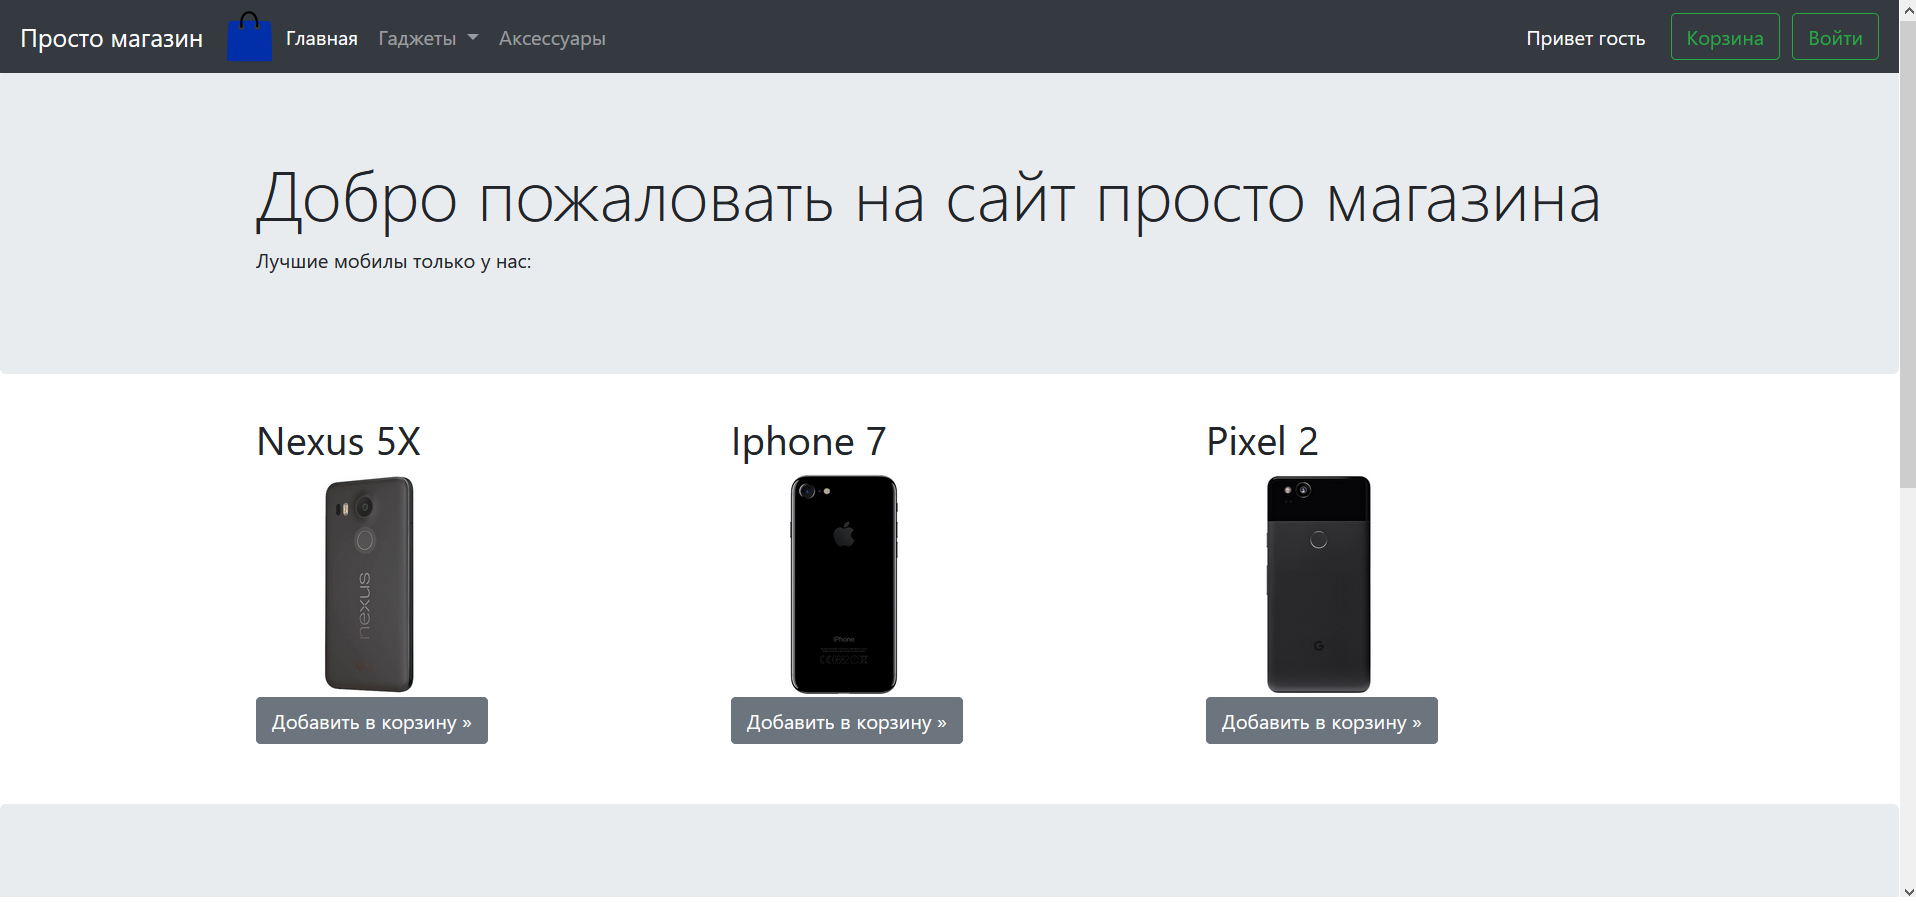 Просто магазин Главная Гаджеты Аксессуары Привет гость Корзина Войти
Добро пожаловать на сайт просто магазина
Лучшие мобилы только у нас:
Nexus 5X Iphone 7 Pixel 2
nexus
iPhone
G
Добавить в корзину » Добавить в корзину » Добавить в корзину »